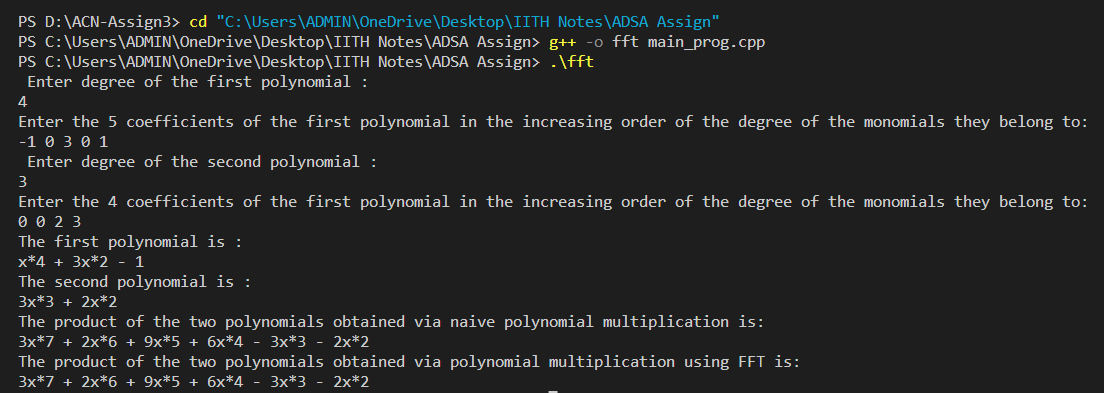 PS D:\ACN-Assign3> cd "C:\Users\ADMIN\OneDrive\Desktop\IITH Notes\ADSA Assign"
PS C:\Users\ADMIN\OneDrive\Desktop\IITH Notes\ADSA Assign> g++ -o fft main_prog.cpp
PS C:\Users\ADMIN\OneDrive\Desktop\IITH Notes\ADSA Assign> .\fft
 Enter degree of the first polynomial :
4
Enter the 5 coefficients of the first polynomial in the increasing order of the degree of the monomials they belong to:
-1 0 3 0 1
 Enter degree of the second polynomial :
3
Enter the 4 coefficients of the first polynomial in the increasing order of the degree of the monomials they belong to:
0 0 2 3
The first polynomial is :
x*4 + 3x*2 - 1
The second polynomial is :
3x*3 + 2x*2
The product of the two polynomials obtained via naive polynomial multiplication is:
3x*7 + 2x*6 + 9x*5 + 6x*4 - 3x*3 - 2x*2
The product of the two polynomials obtained via polynomial multiplication using FFT is:
3x*7 + 2x*6 + 9x*5 + 6x*4 - 3x*3 - 2x*2